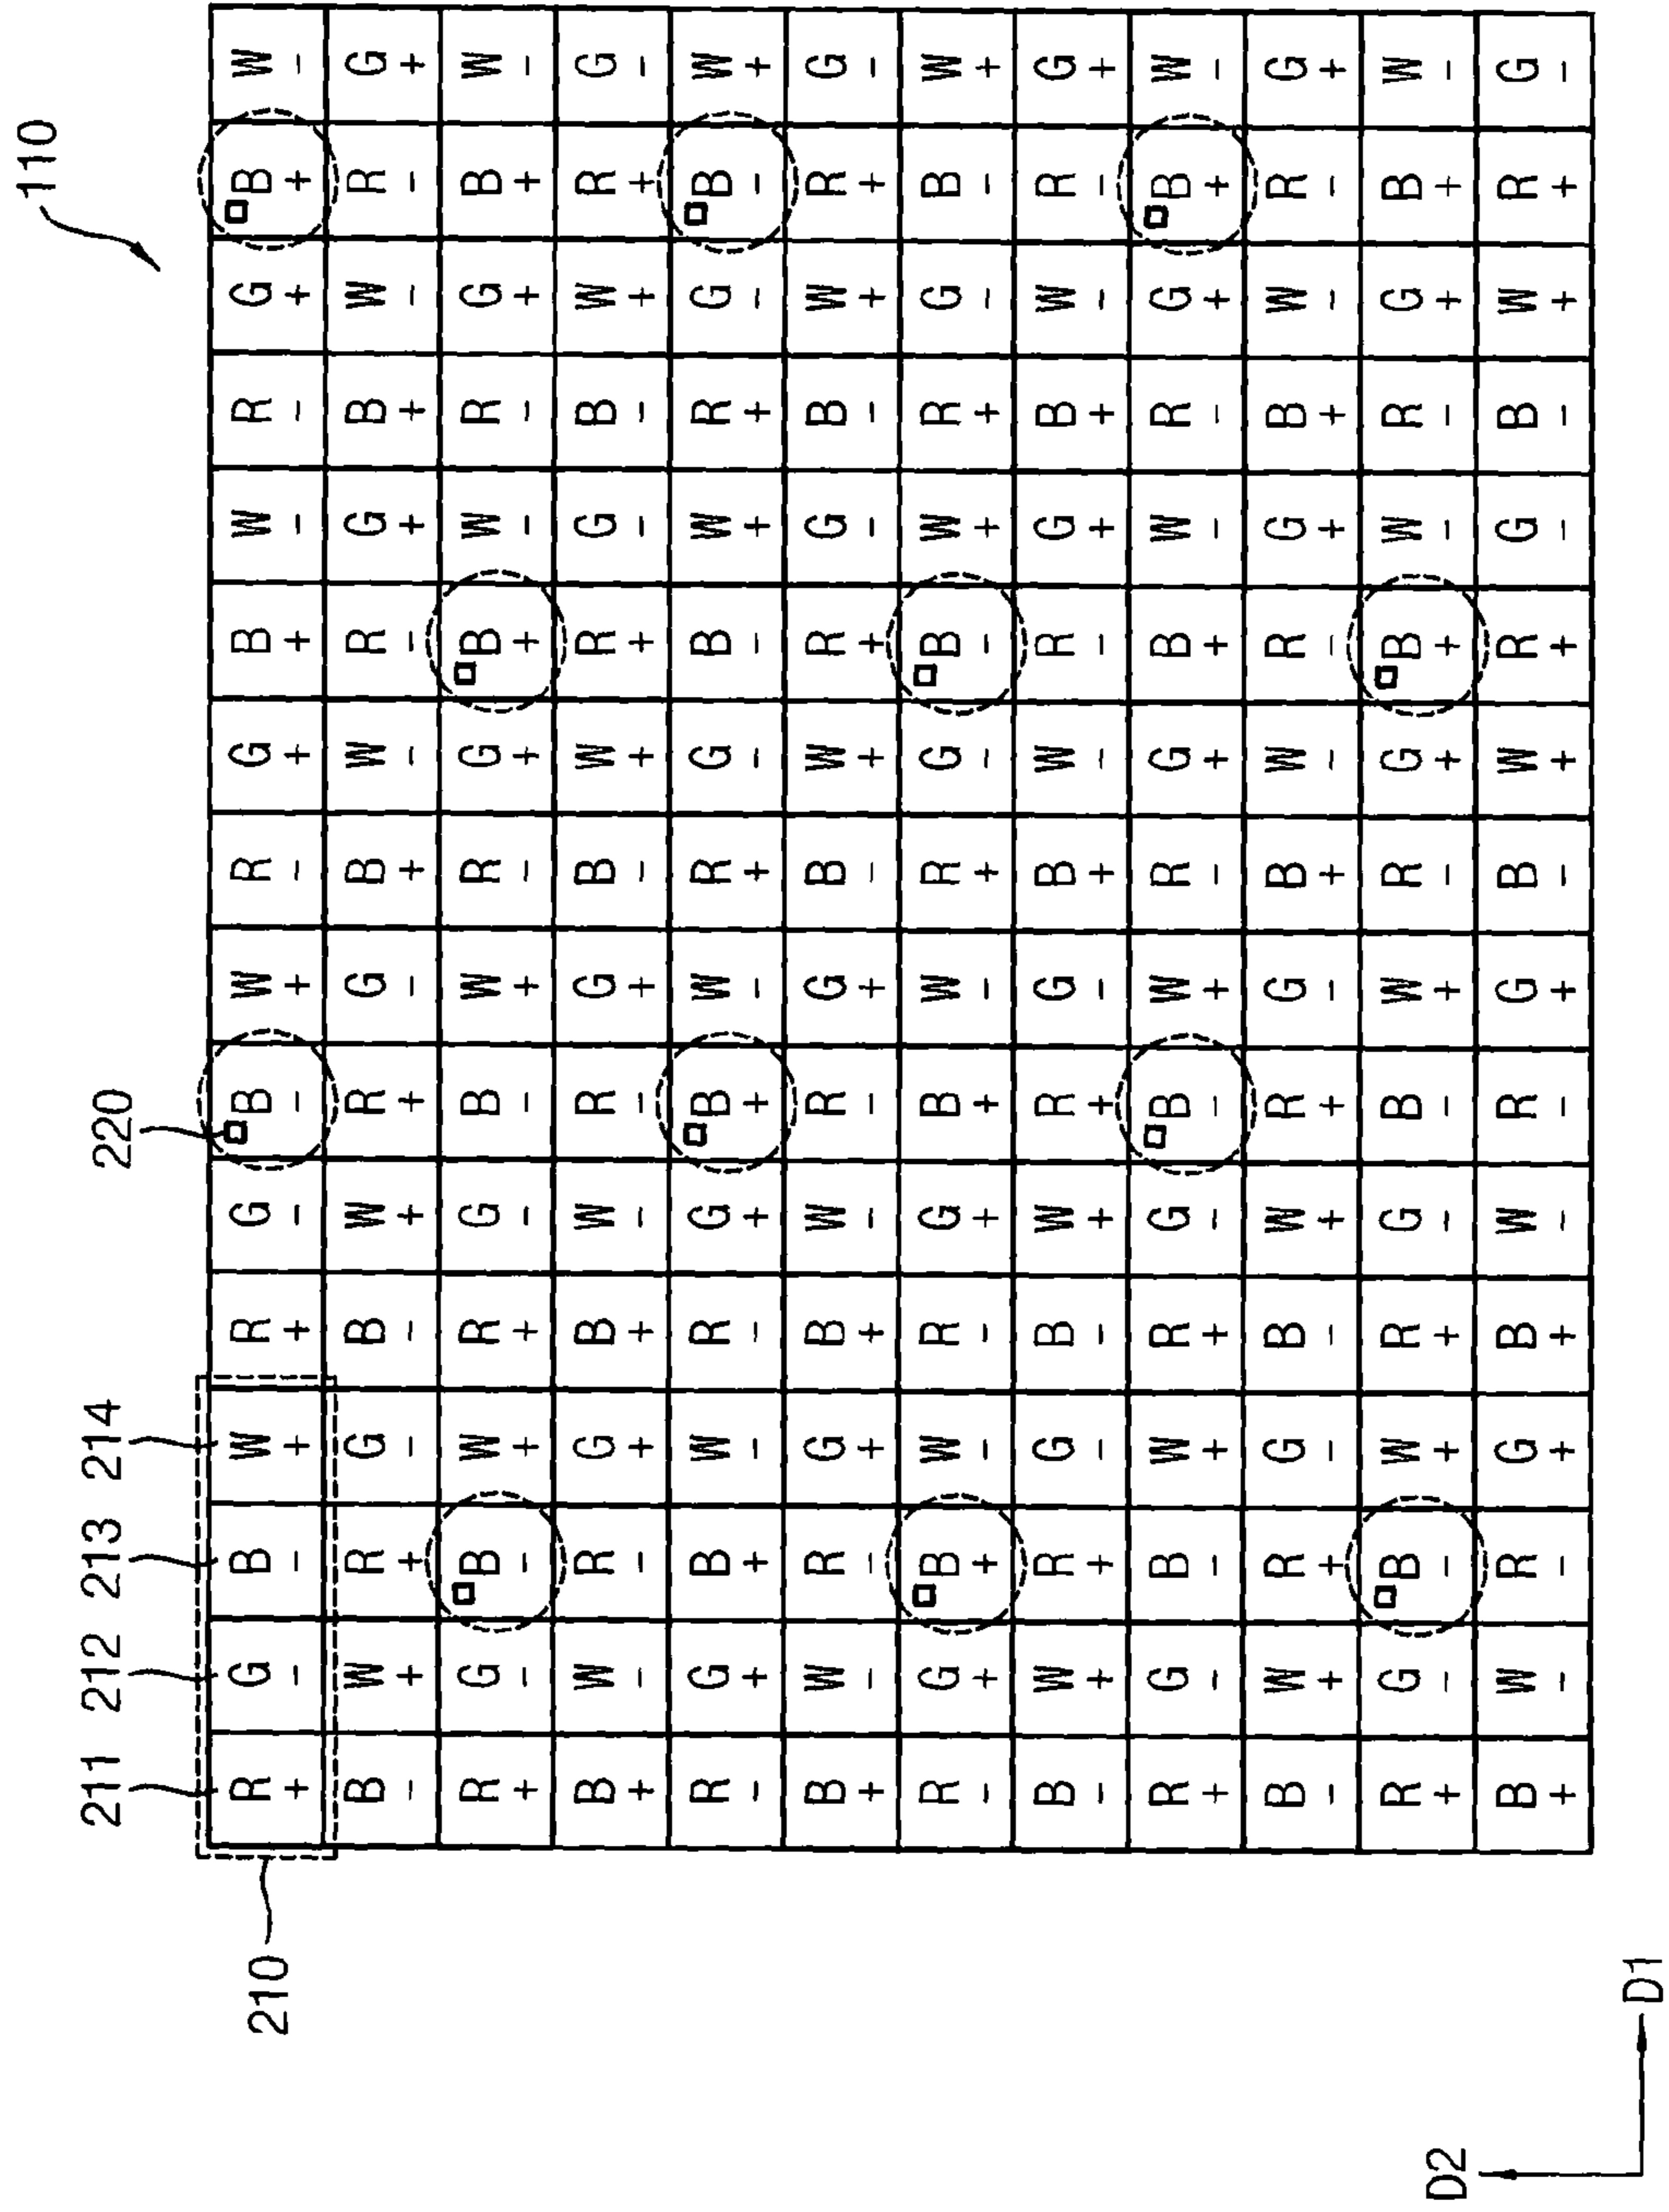 110
211 212 213 214 220
210 R G B W R G B W R G B W R G B W
+ - - + + - - + - + + - - + + -
B W R G B W R G B W R G B W R G
- + + - - + + - + - - + + - - +
R G B W R G B W R G B W R G B W
+ - - + + - - + - + + - - + + -
B W R G B W R G B W R G B W R G
+ - - + + - - + - + + - - + + -
R G B W R G B W R G B W R G B W
- + + - - + + - + - - + + - - +
B W R G B W R G B W R G B W R G
+ - - + + - - + - + + - - + + -
R G B W R G B W R G B W R G B W
- + + - - + + - + - - + + - - +
B W R G B W R G B W R G B W R G
- + + - - + + - + - - + + - - +
R G B W R G B W R G B W R G B W
+ - - + + - - + - + + - - + + -
B W R G B W R G B W R G B W R G
- + + - - + + - + - - + + - - +
R G B W R G B W R G B W R G B W
+ - - + + - - + - + + - - + + -
B W R G B W R G B W R G B W R G
+ - - + + - - + - + + - - + + -
D2
D1